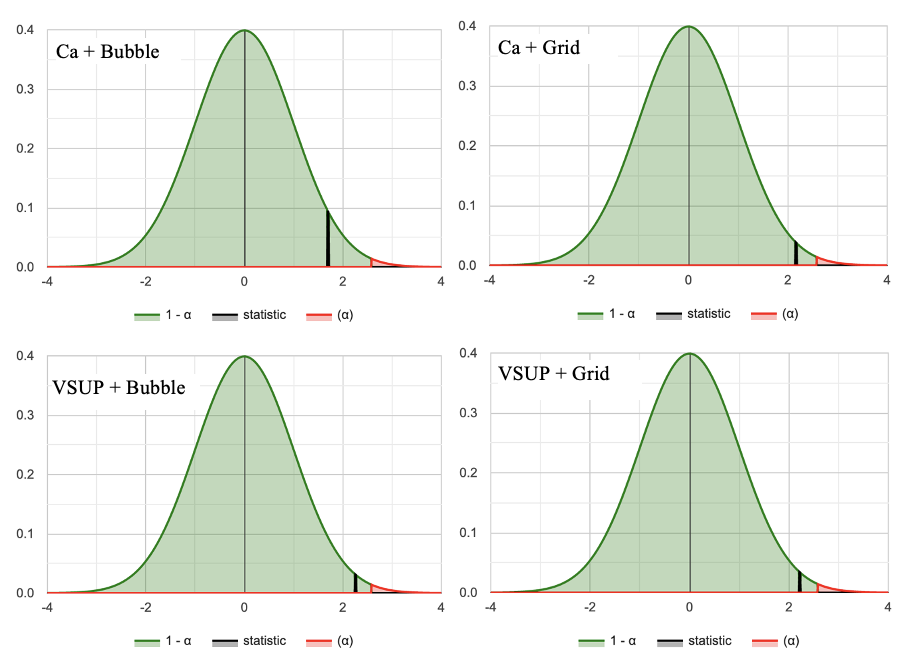 Ca + Bubble
0.4
0.3
0.2
0.1
0.0
-4 -2 0 2 4
1 - α statistic (α)
Ca + Grid
0.4
0.3
0.2
0.1
0.0
-4 -2 0 2 4
1 - α statistic (α)
VSUP + Bubble
0.4
0.3
0.2
0.1
0.0
-4 -2 0 2 4
1 - α statistic (α)
VSUP + Grid
0.4
0.3
0.2
0.1
0.0
-4 -2 0 2 4
1 - α statistic (α)